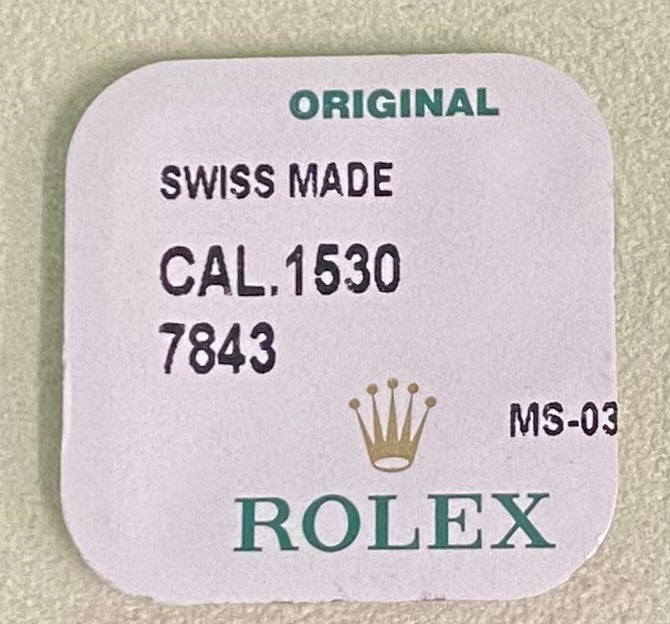 ORIGINAL
SWISS MADE
CAL.1530
7843
MS-03
ROLEX